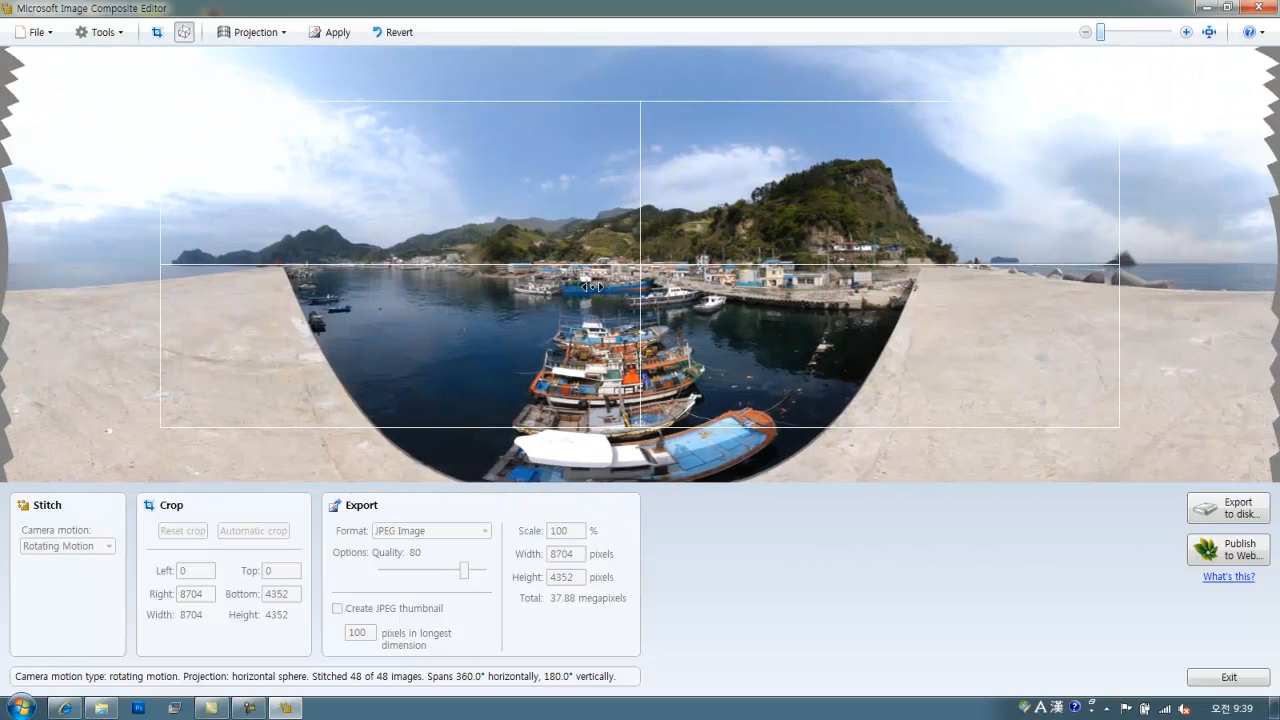 Microsoft Image Composite Editor
File Tools Projection Apply Revert
Stitch
Camera motion:
Rotating Motion
Crop
Reset crop Automatic crop
Left: 0 Top: 0
Right: 8704 Bottom: 4352
Width: 8704 Height: 4352
Export
Format: JPEG Image
Options: Quality: 80
Create JPEG thumbnail
100 pixels in longest
dimension
Scale: 100 %
Width: 8704 pixels
Height: 4352 pixels
Total: 37.88 megapixels
Export
to disk...
Publish
to Web...
What's this?
Camera motion type: rotating motion. Projection: horizontal sphere. Stitched 48 of 48 images. Spans 360.0° horizontally, 180.0° vertically.
Exit
A 漢 오전 9:39